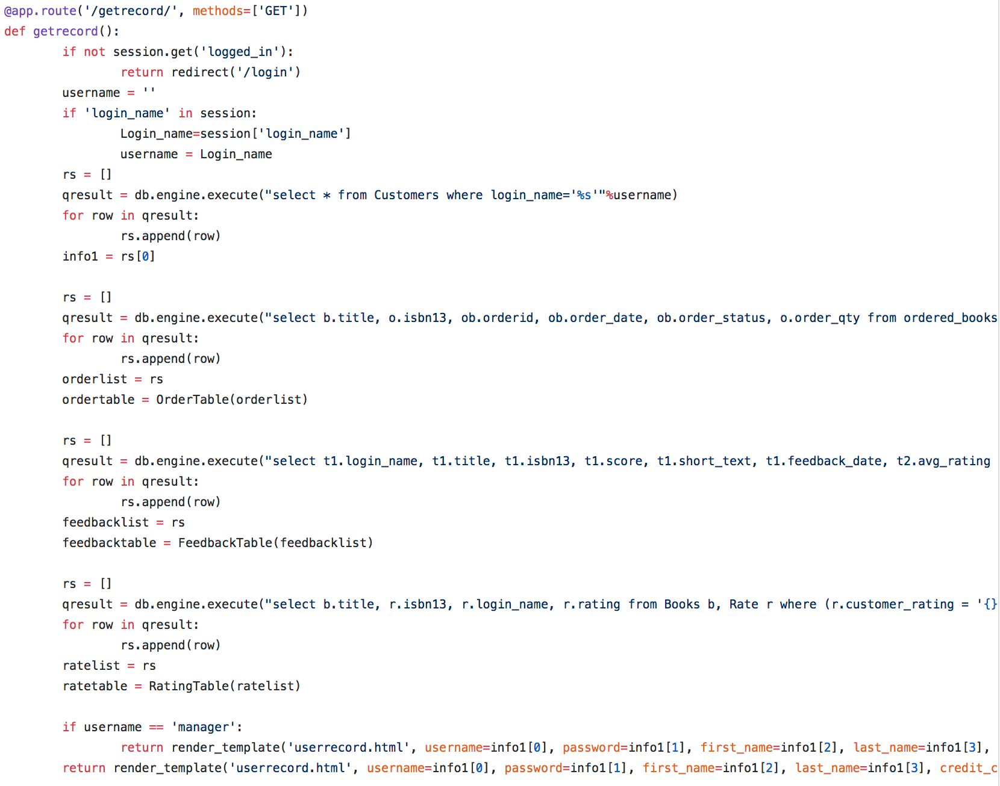 @app.route('/getrecord/', methods=['GET'])
def getrecord():
        if not session.get('logged_in'):
                return redirect('/login')
        username = ''
        if 'login_name' in session:
                Login_name=session['login_name']
                username = Login_name
        rs = []
        qresult = db.engine.execute("select * from Customers where login_name='%s'"%username)
        for row in qresult:
                rs.append(row)
        info1 = rs[0]

        rs = []
        qresult = db.engine.execute("select b.title, o.isbn13, ob.orderid, ob.order_date, ob.order_status, o.order_qty from ordered_books
        for row in qresult:
                rs.append(row)
        orderlist = rs
        ordertable = OrderTable(orderlist)

        rs = []
        qresult = db.engine.execute("select t1.login_name, t1.title, t1.isbn13, t1.score, t1.short_text, t1.feedback_date, t2.avg_rating
        for row in qresult:
                rs.append(row)
        feedbacklist = rs
        feedbacktable = FeedbackTable(feedbacklist)

        rs = []
        qresult = db.engine.execute("select b.title, r.isbn13, r.login_name, r.rating from Books b, Rate r where (r.customer_rating = '{}
        for row in qresult:
                rs.append(row)
        ratelist = rs
        ratetable = RatingTable(ratelist)

        if username == 'manager':
                return render_template('userrecord.html', username=info1[0], password=info1[1], first_name=info1[2], last_name=info1[3],
        return render_template('userrecord.html', username=info1[0], password=info1[1], first_name=info1[2], last_name=info1[3], credit_c